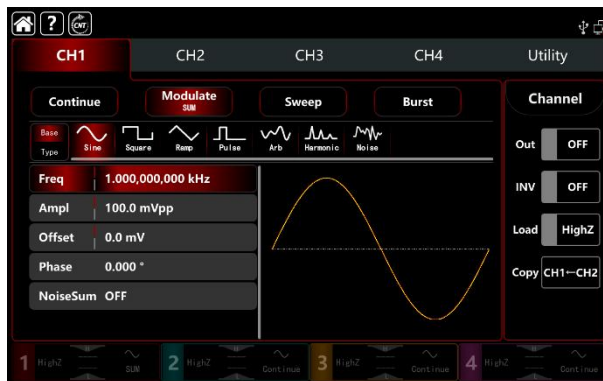 ? CNT
CH1 CH2 CH3 CH4 Utility
Continue Modulate SUM Sweep Burst Channel
Base Type Sine Square Ramp Pulse Arb Harmonic Noise
Out OFF
Freq 1.000,000,000 kHz
INV OFF
Ampl 100.0 mVpp
Offset 0.0 mV
Load HighZ
Phase 0.000 °
Copy CH1←CH2
NoiseSum OFF
1 HighZ SUM 2 HighZ Continue 3 HighZ Continue 4 HighZ Continue